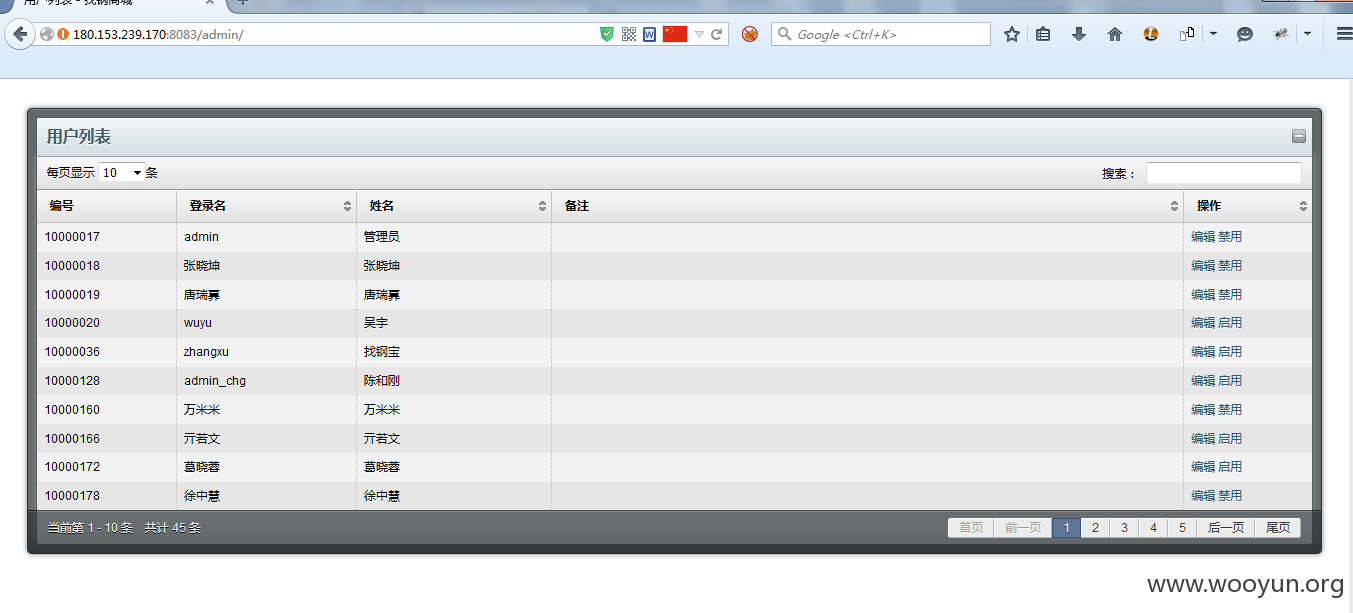 用户列表 - 找钢商城
180.153.239.170:8083/admin/
Google <Ctrl+K>
用户列表
每页显示 10 条 搜索：
编号 登录名 姓名 备注 操作
10000017 admin 管理员 编辑 禁用
10000018 张晓坤 张晓坤 编辑 禁用
10000019 唐瑞 唐瑞 编辑 禁用
10000020 wuyu 吴宇 编辑 启用
10000036 zhangxu 找钢宝 编辑 启用
10000128 admin_chg 陈和刚 编辑 启用
10000160 万米米 万米米 编辑 禁用
10000166 亓若文 亓若文 编辑 启用
10000172 葛晓蓉 葛晓蓉 编辑 启用
10000178 徐中慧 徐中慧 编辑 禁用
当前第 1 - 10 条 共计 45 条 首页 前一页 1 2 3 4 5 后一页 尾页
www.wooyun.org